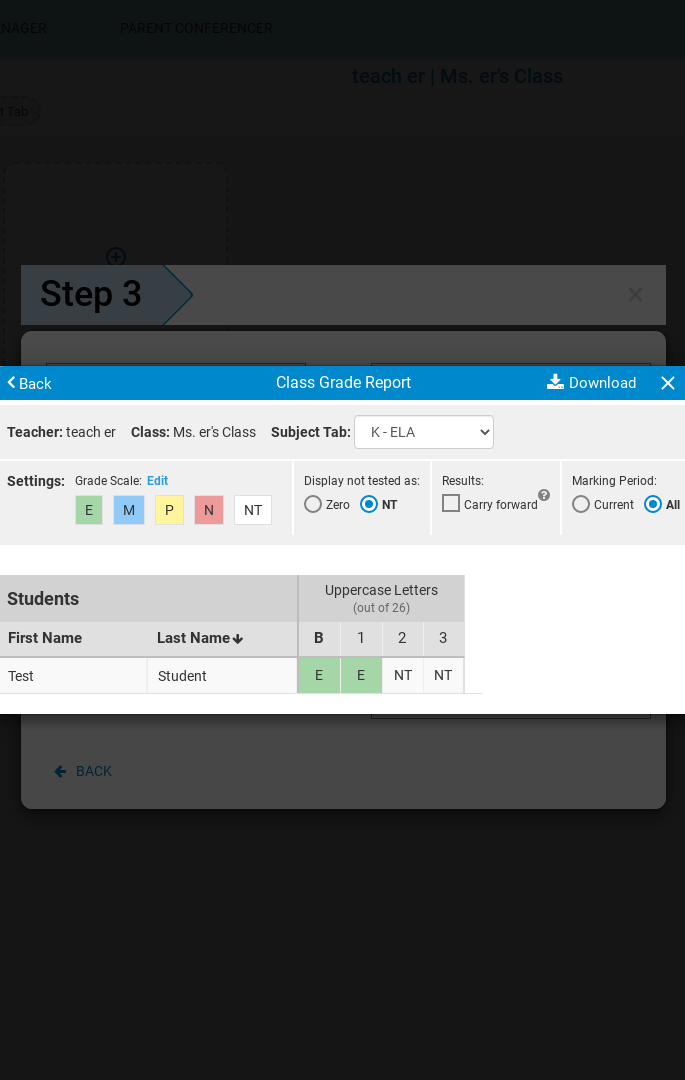 NAGER PARENT CONFERENCER
teach er | Ms. er's Class
t Tab
Step 3
Back Class Grade Report Download
Teacher: teach er Class: Ms. er's Class Subject Tab: K - ELA
Settings: Grade Scale: Edit Display not tested as: Results: Marking Period:
E M P N NT Zero NT Carry forward ? Current All
Students Uppercase Letters
(out of 26)
First Name Last Name B 1 2 3
Test Student E E NT NT
BACK